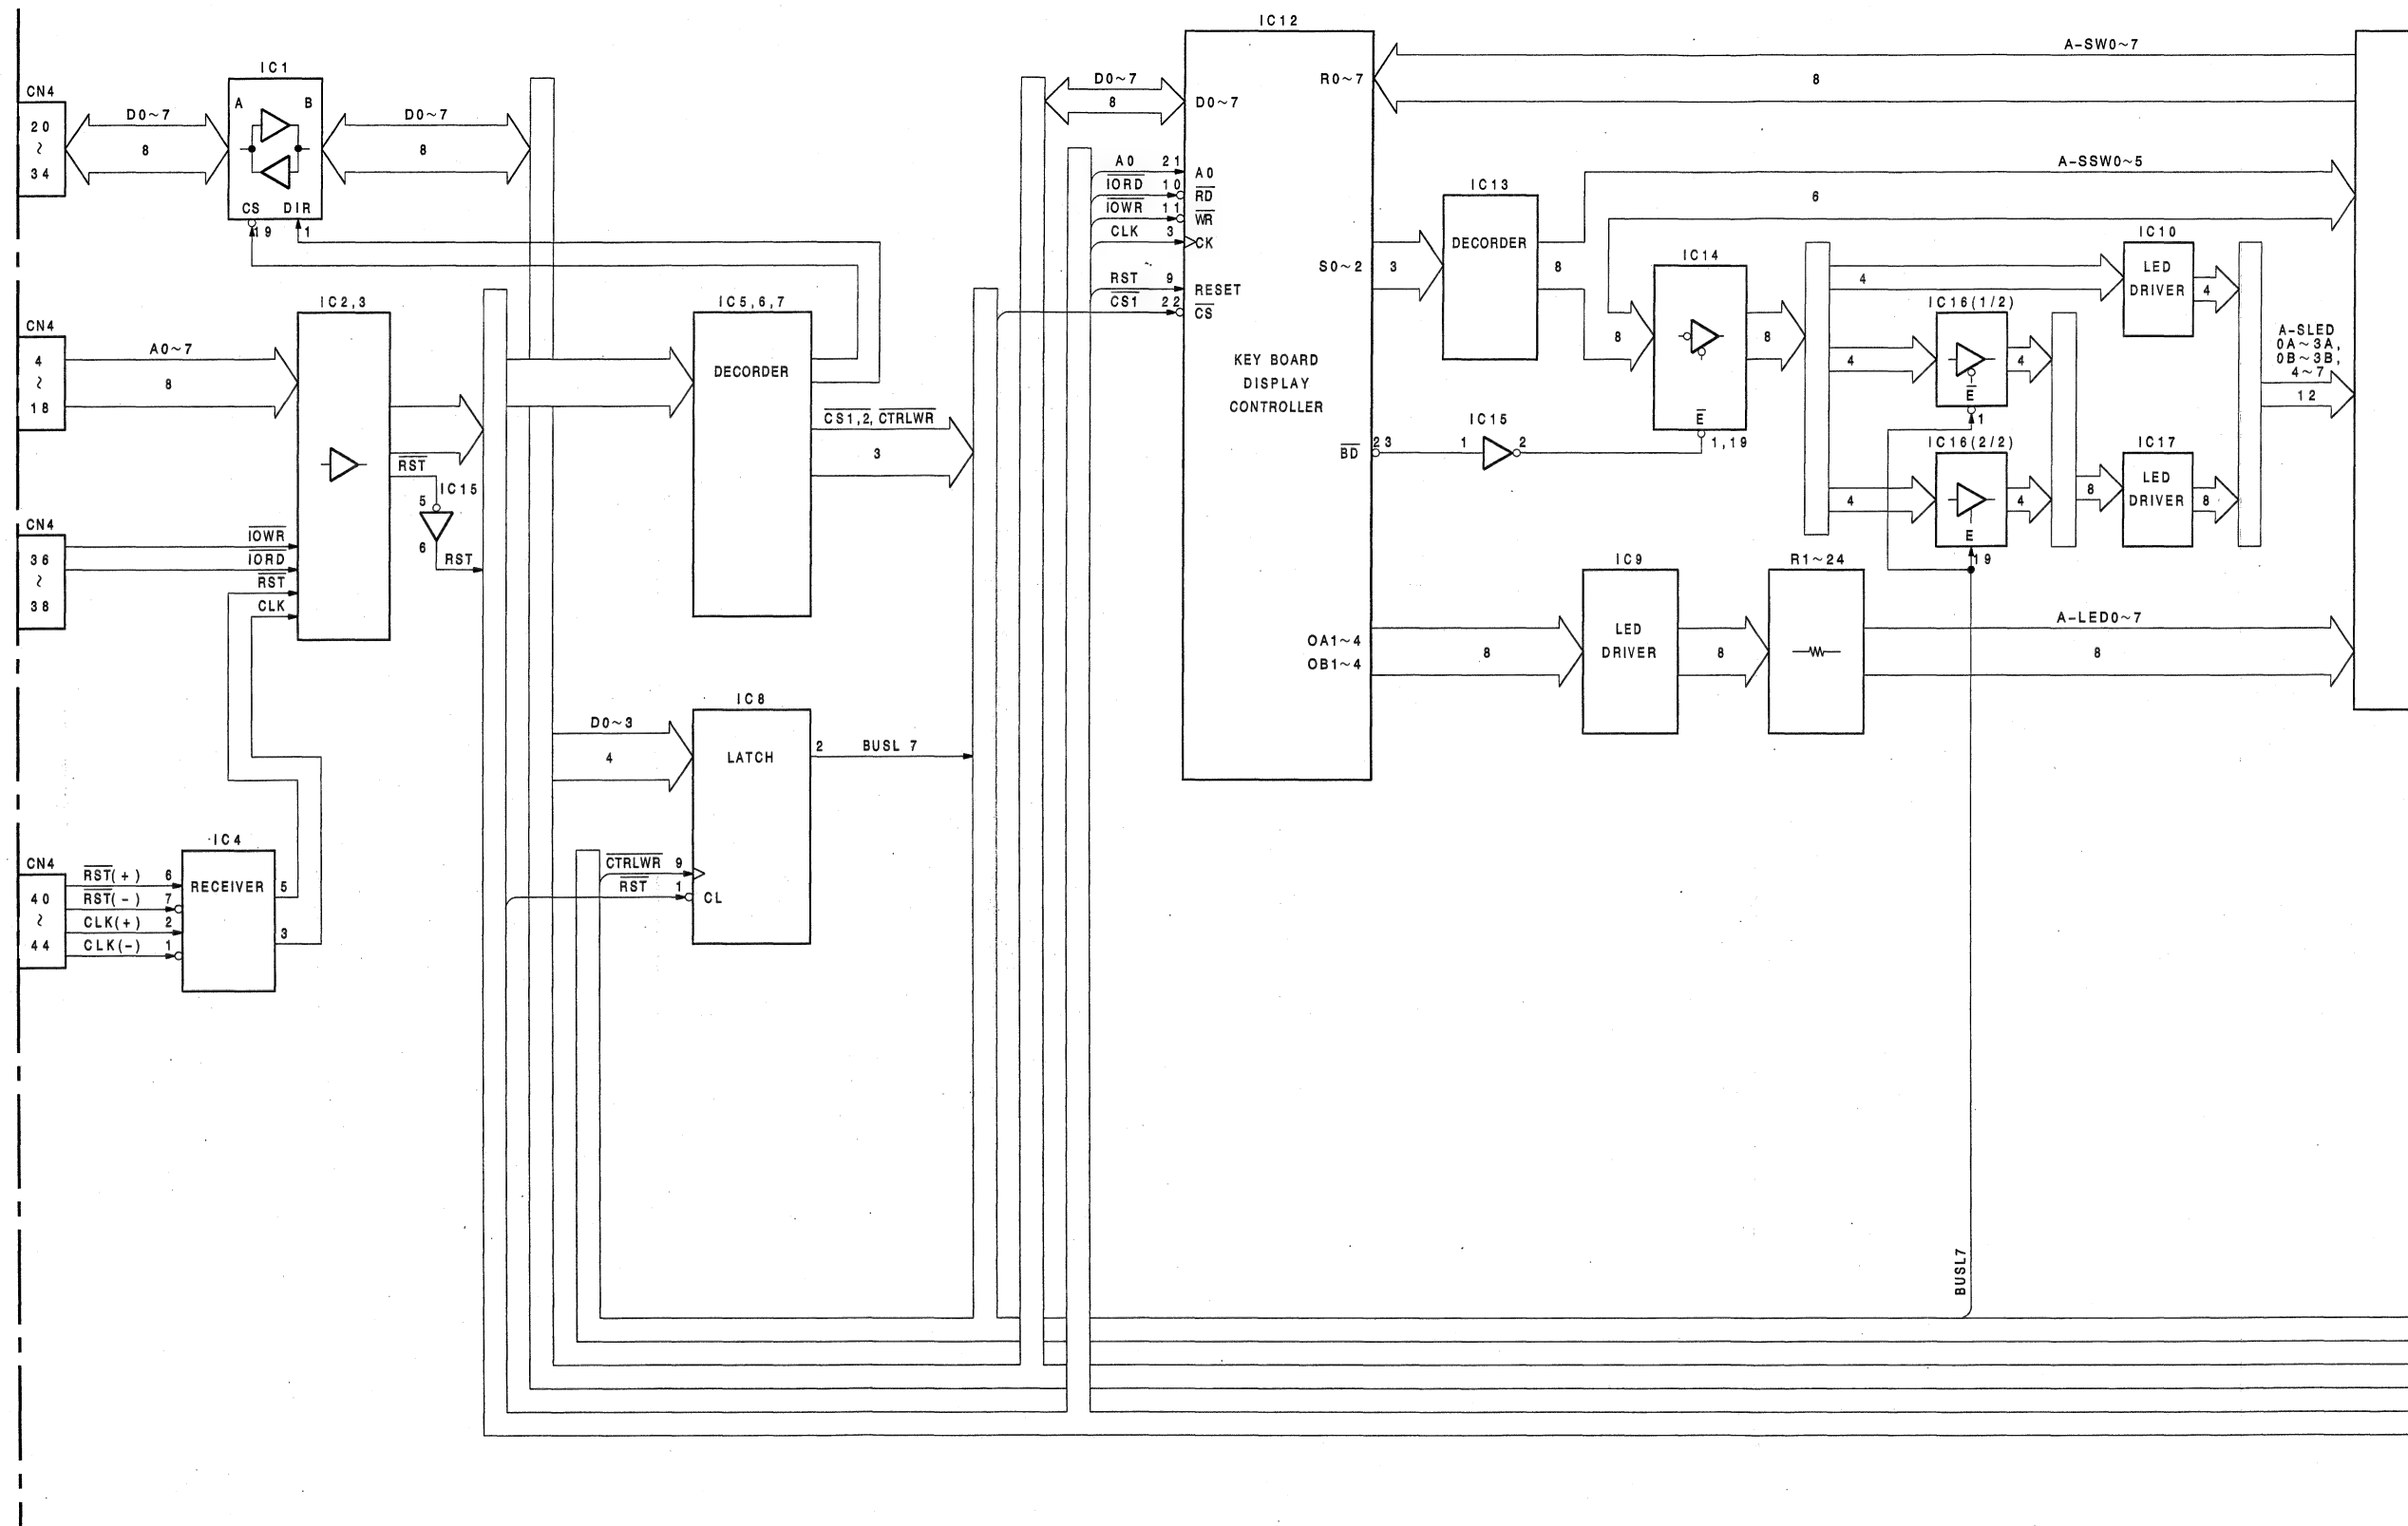 IC12
A-SW0~7
IC1
R0~7
8
D0~7
8
D0~7
CN4
A B
20
~
34
D0~7
8
D0~7
8
CS DIR
19 1
A0 21
A0
IORD 10
RD
IOWR 11
WR
CLK 3
CK
RST 9
RESET
CS1 22
CS
A-SSW0~5
6
IC13
DECORDER
S0~2
3
8
IC10
LED
DRIVER
4
4
IC14
8
8
E
1,19
IC16(1/2)
4
4
E
1
A-SLED
0A~3A,
0B~3B,
4~7
12
IC2,3
IC5,6,7
CN4
4
~
18
A0~7
8
DECORDER
CS1,2, CTRLWR
3
KEY BOARD
DISPLAY
CONTROLLER
BD
23
IC15
1 2
IC16(2/2)
4
4
E
19
8
IC17
LED
DRIVER
8
RST
IC15
5
6
RST
CN4
36
~
38
IOWR
IORD
RST
CLK
IC9
R1~24
OA1~4
OB1~4
8
LED
DRIVER
8
A-LED0~7
8
IC8
D0~3
4
LATCH
2 BUSL 7
CTRLWR 9
RST 1
CL
IC4
CN4
40
~
44
RST(+) 6
RST(-) 7
CLK(+) 2
CLK(-) 1
RECEIVER
5
3
BUSL7